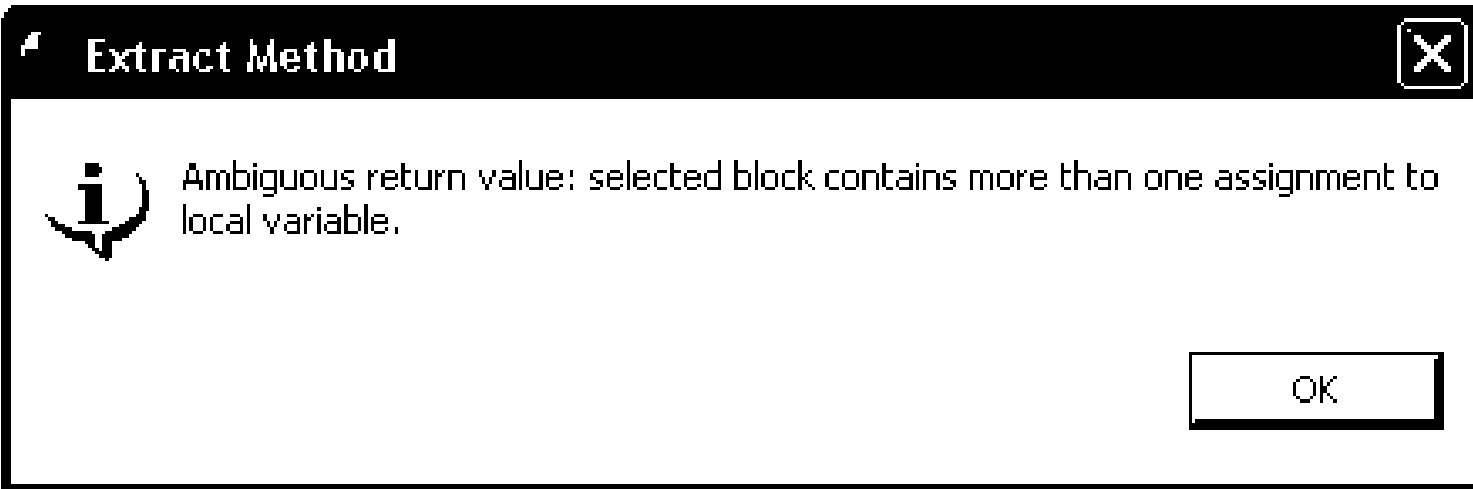 Extract Method
Ambiguous return value: selected block contains more than one assignment to
local variable.
OK